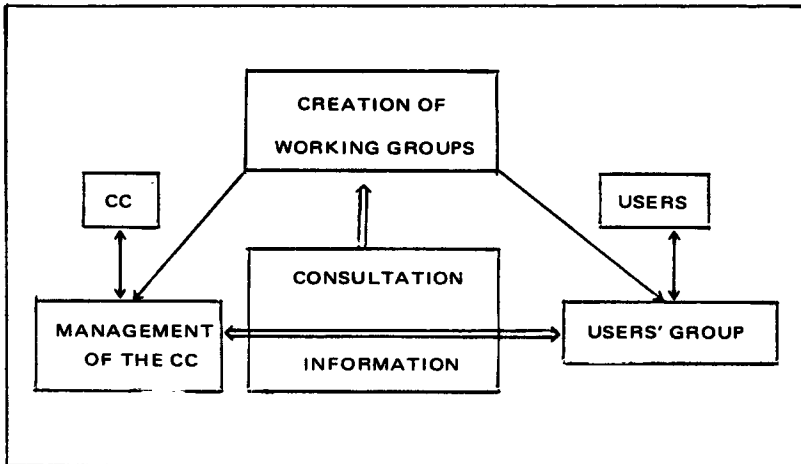 CREATION OF
WORKING GROUPS
CC
USERS
CONSULTATION
MANAGEMENT
OF THE CC
USERS' GROUP
INFORMATION